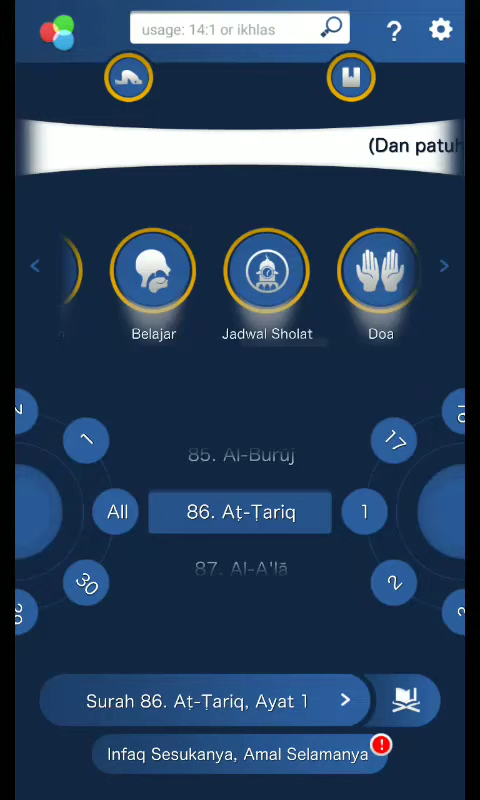 usage: 14:1 or ikhlas
?
(Dan patuh
< >
Belajar
Jadwal Sholat
Doa
1
17
85. Al-Burūj
All
86. Aṭ-Ṭariq
1
87. Al-A'lā
30
2
Surah 86. Aṭ-Ṭariq, Ayat 1 >
Infaq Sesukanya, Amal Selamanya !